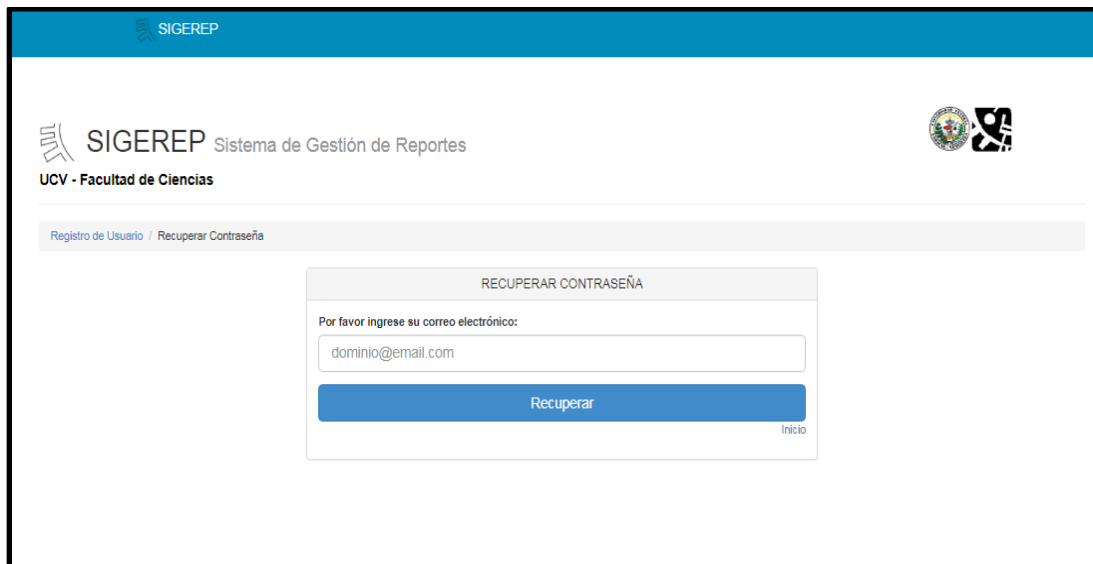 SIGEREP
SIGEREP Sistema de Gestión de Reportes
UCV - Facultad de Ciencias
Registro de Usuario / Recuperar Contraseña
RECUPERAR CONTRASEÑA
Por favor ingrese su correo electrónico:
dominio@email.com
Recuperar
Inicio